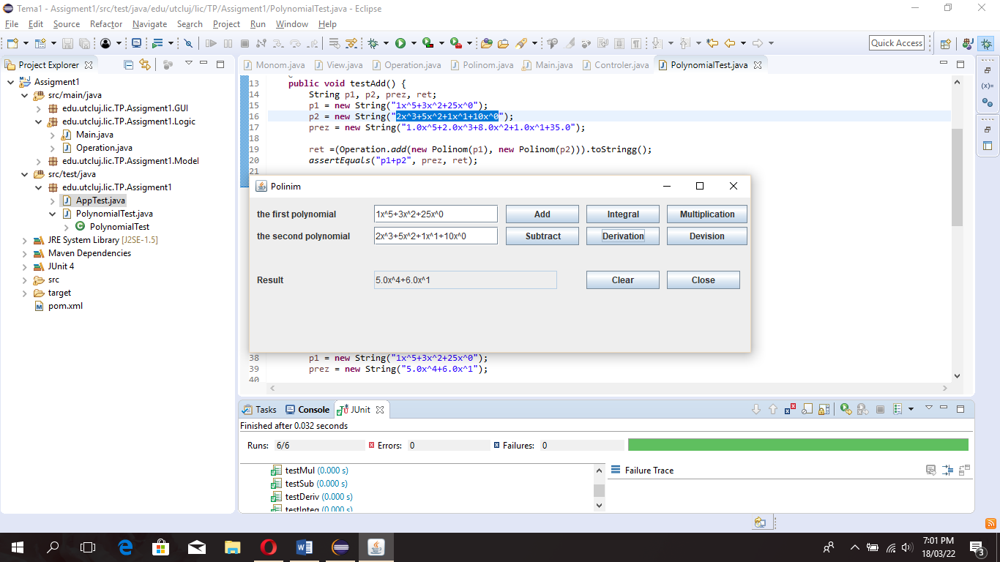 Tema1 - Assigment1/src/test/java/edu/utcluj/lic/TP/Assigment1/PolynomialTest.java - Eclipse
File Edit Source Refactor Navigate Search Project Run Window Help
Quick Access
Project Explorer
Assigment1
src/main/java
edu.utcluj.lic.TP.Assigment1.GUI
edu.utcluj.lic.TP.Assigment1.Logic
Main.java
Operation.java
edu.utcluj.lic.TP.Assigment1.Model
src/test/java
edu.utcluj.lic.TP.Assigment1
AppTest.java
PolynomialTest.java
PolynomialTest
JRE System Library [J2SE-1.5]
Maven Dependencies
JUnit 4
src
target
pom.xml
Monom.java View.java Operation.java Polinom.java Main.java Controler.java PolynomialTest.java
13 public void testAdd() {
14 String p1, p2, prez, ret;
15 p1 = new String("1x^5+3x^2+25x^0");
16 p2 = new String("2x^3+5x^2+1x^1+10x^0");
17 prez = new String("1.0x^5+2.0x^3+8.0x^2+1.0x^1+35.0");
18
19 ret =(Operation.add(new Polinom(p1), new Polinom(p2))).toStringg();
20 assertEquals("p1+p2", prez, ret);
21
Polinim
the first polynomial 1x^5+3x^2+25x^0 Add Integral Multiplication
the second polynomial 2x^3+5x^2+1x^1+10x^0 Subtract Derivation Devision
Result 5.0x^4+6.0x^1 Clear Close
38 p1 = new String("1x^5+3x^2+25x^0");
39 prez = new String("5.0x^4+6.0x^1");
40
Tasks Console JUnit
Finished after 0.032 seconds
Runs: 6/6 Errors: 0 Failures: 0
testMul (0.000 s)
testSub (0.000 s)
testDeriv (0.000 s)
testInteg (0.000 s)
Failure Trace
7:01 PM
18/03/22
3